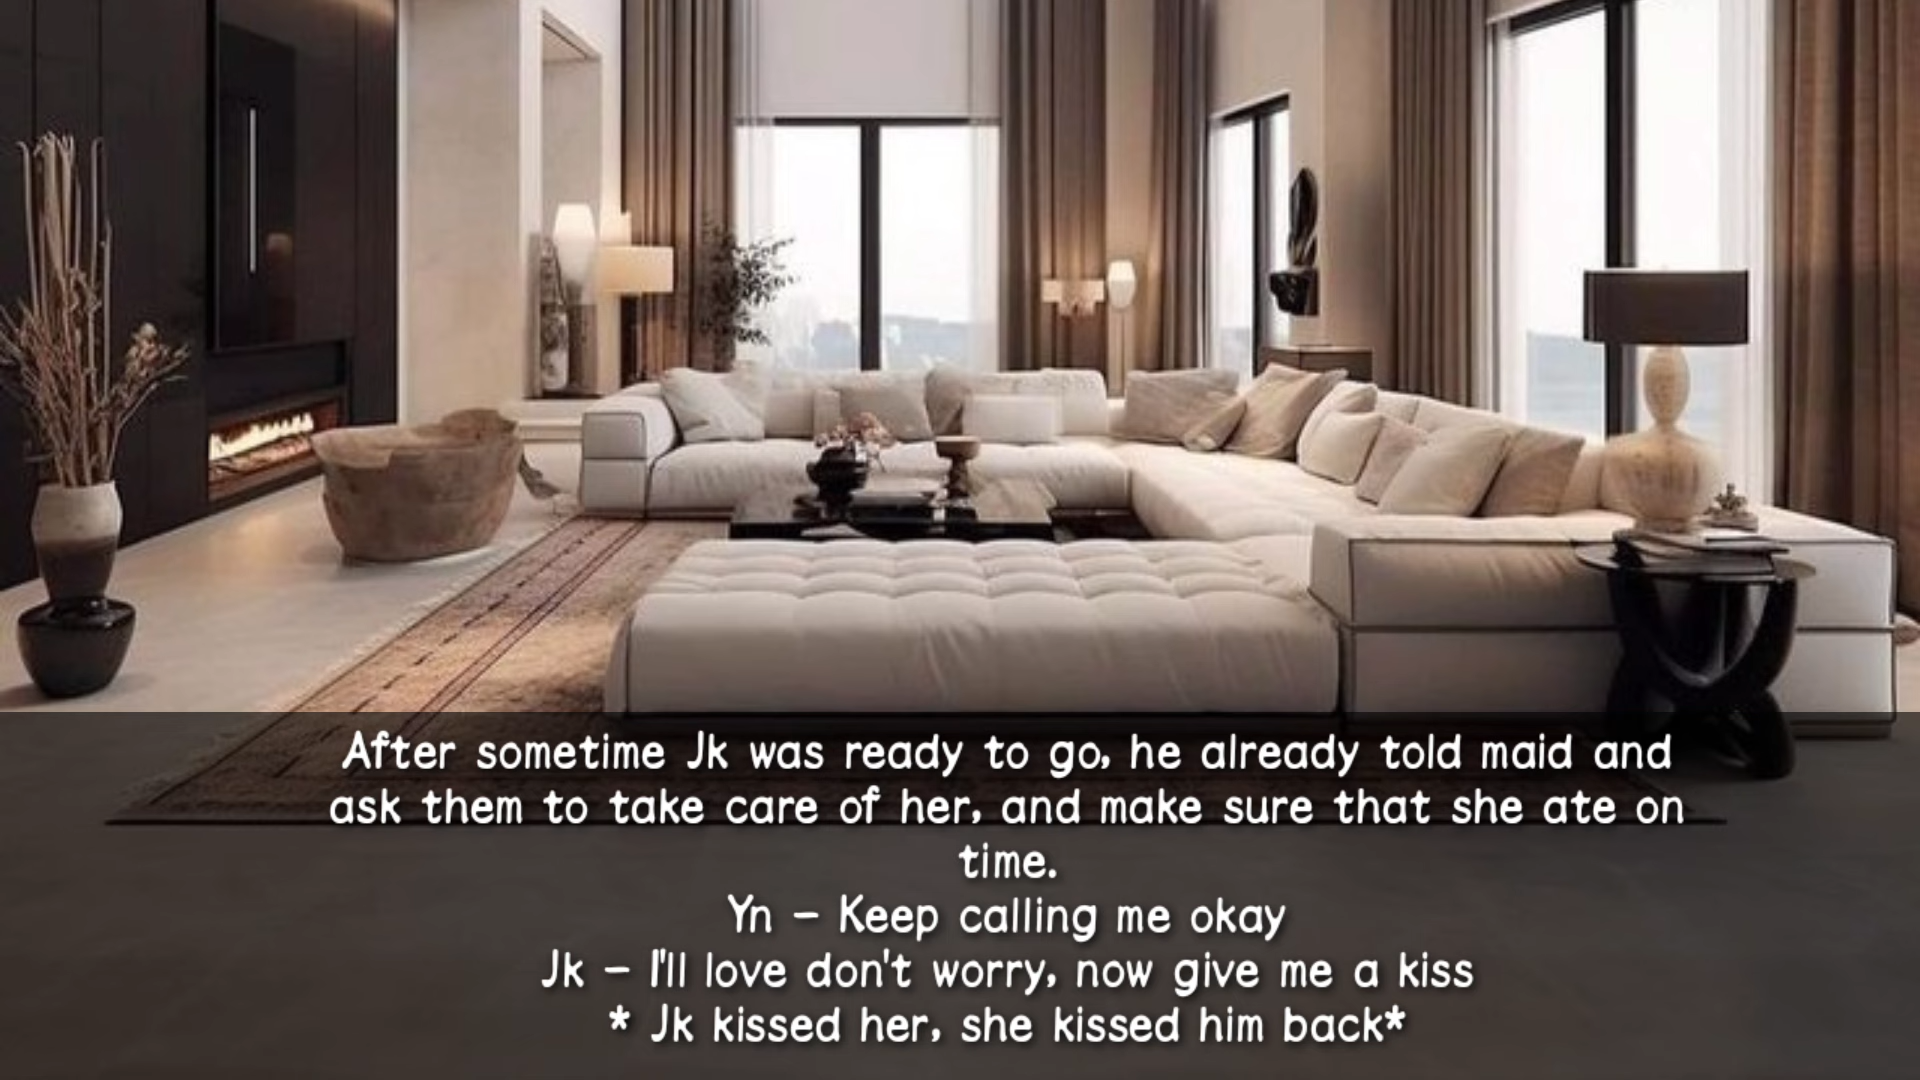 After sometime Jk was ready to go, he already told maid and
ask them to take care of her, and make sure that she ate on
time.
Yn – Keep calling me okay
Jk – I'll love don't worry, now give me a kiss
* Jk kissed her, she kissed him back*